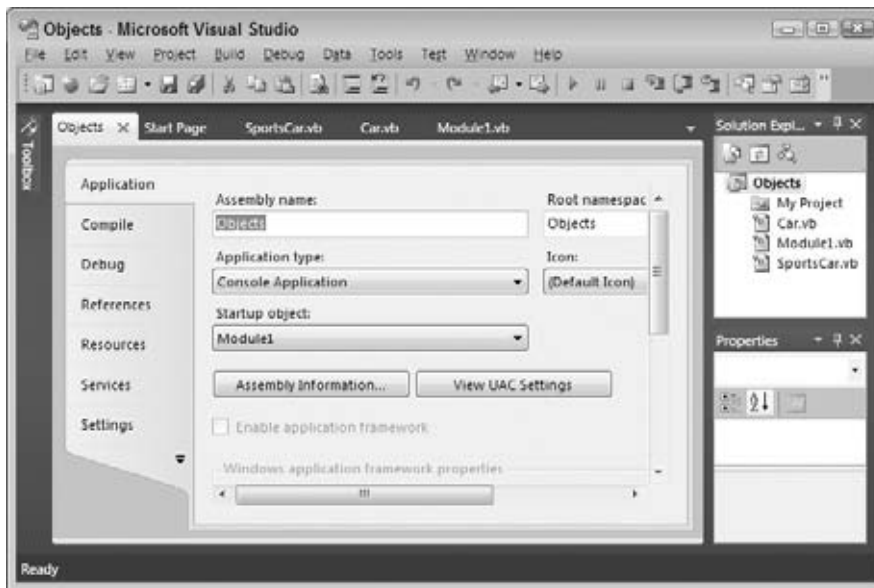 Objects - Microsoft Visual Studio
File Edit View Project Build Debug Data Tools Test Window Help
Toolbox
Objects Start Page SportsCar.vb Car.vb Module1.vb
Application
Compile
Debug
References
Resources
Services
Settings
Assembly name:
Objects
Root namespac
Objects
Application type:
Console Application
Icon:
(Default Icon)
Startup object:
Module1
Assembly Information...
View UAC Settings
Enable application framework
Windows application framework properties
Solution Expl...
Objects
My Project
Car.vb
Module1.vb
SportsCar.vb
Properties
Ready